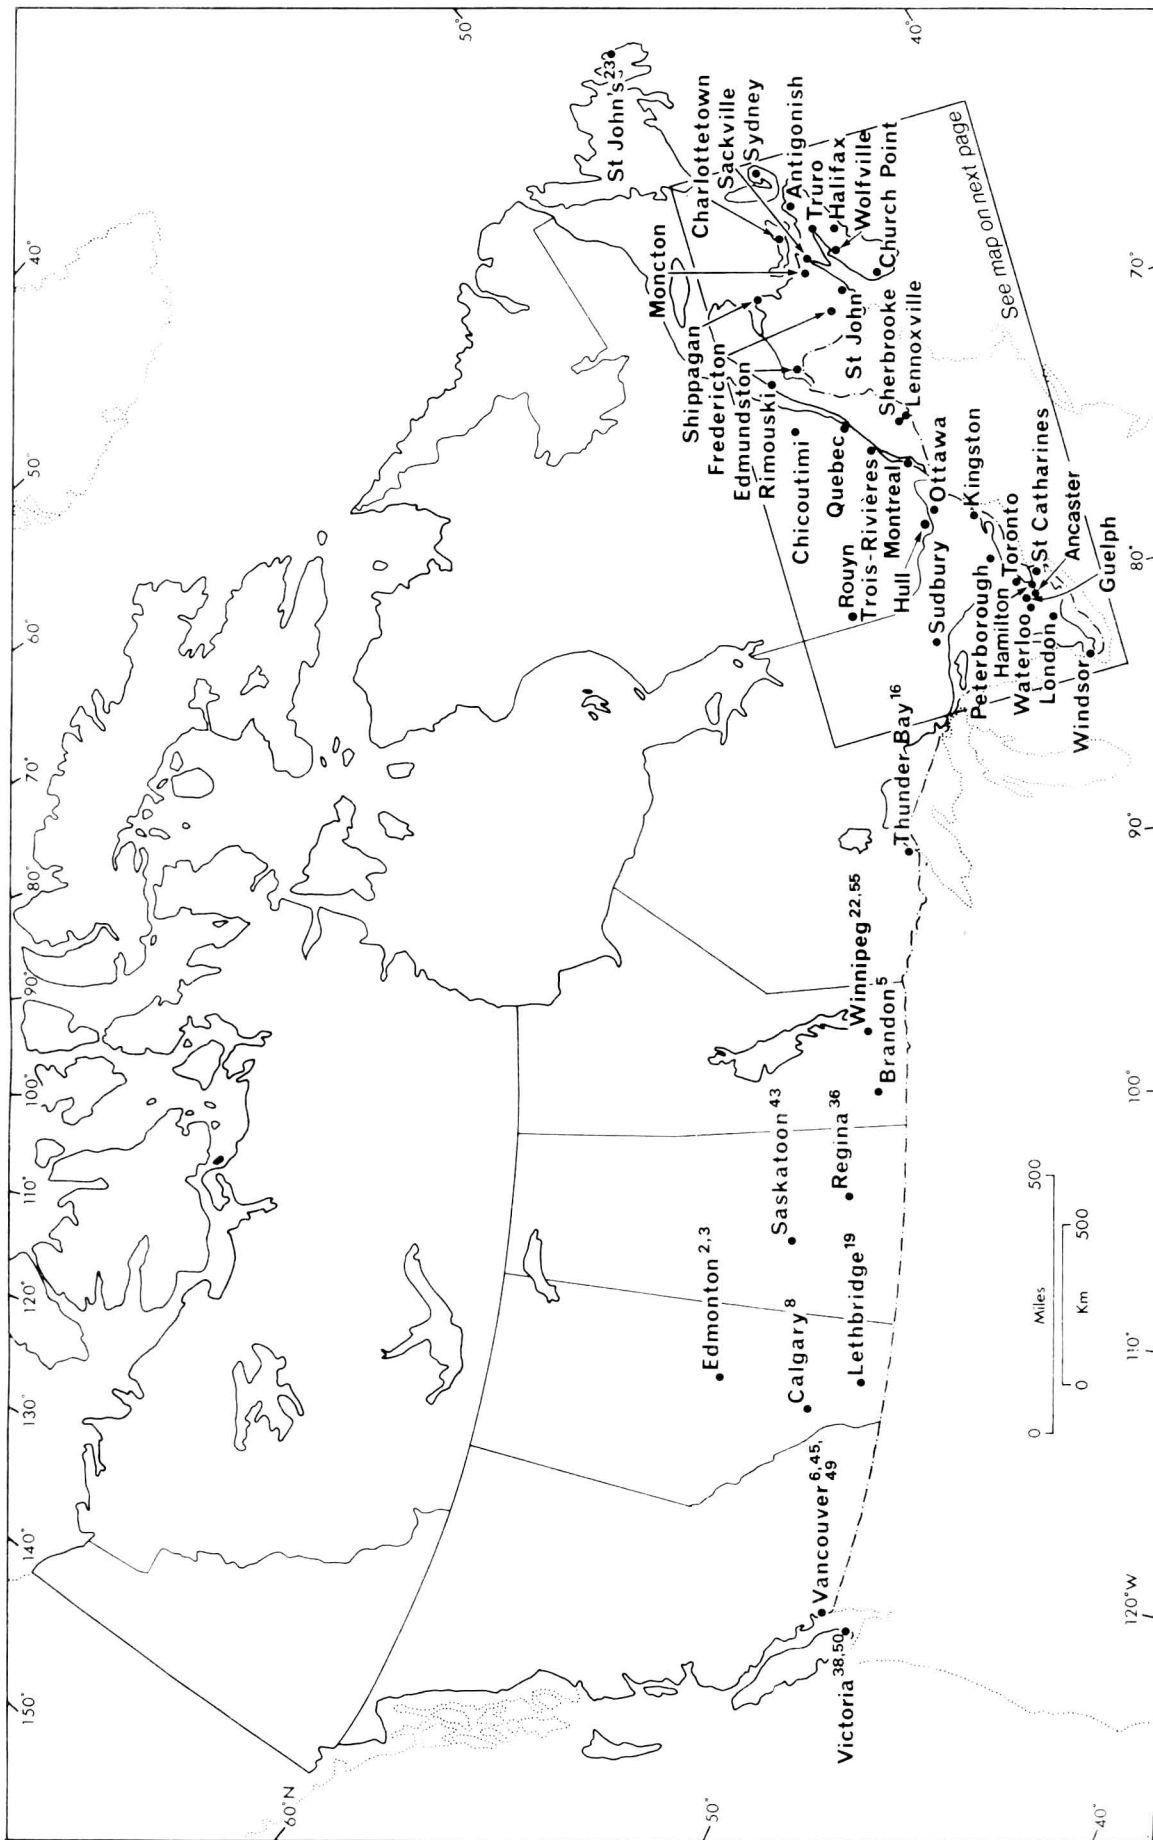 150°
140°
130°
120°
110°
100°
90°
80°
70°
60°
50°
40°
60°N
50°
50°
40°
40°
120°W
110°
100°
90°
80°
70°
St John's 23
Charlottetown
Sackville
Sydney
Moncton
Antigonish
Truro
Halifax
Wolfville
Church Point
Shippagan
Fredericton
Edmundston
Rimouski
St John
Sherbrooke
Lennoxville
Chicoutimi
Quebec
Trois-Rivières
Montreal
Rouyn
Hull
Ottawa
Sudbury
Kingston
Peterborough
Toronto
Hamilton
St Catharines
Waterloo
Ancaster
London
Guelph
Windsor
See map on next page
Thunder Bay 16
Winnipeg 22,55
Brandon 5
Saskatoon 43
Regina 36
Edmonton 2,3
Calgary 8
Lethbridge 19
Vancouver 6,45,
49
Victoria 38,50
0 Miles 500
0 Km 500